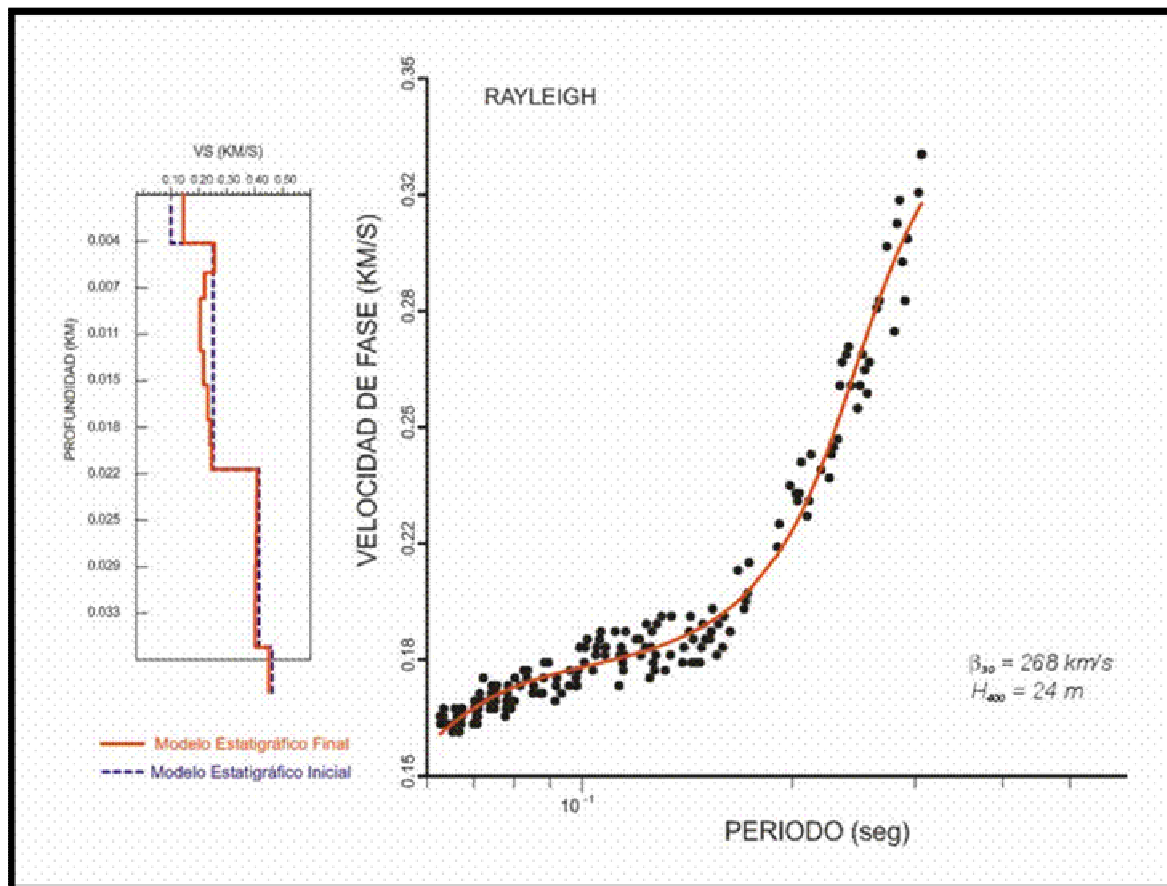 RAYLEIGH
VS (KM/S)
0.10 0.20 0.30 0.40 0.50
PROFUNDIDAD (KM)
0.004
0.007
0.011
0.015
0.018
0.022
0.025
0.029
0.033
VELOCIDAD DE FASE (KM/S)
0.35
0.32
0.28
0.25
0.22
0.18
0.15
10⁻¹
PERIODO (seg)
β₃₀ = 268 km/s
H₄₀₀ = 24 m
Modelo Estatigráfico Final
Modelo Estatigráfico Inicial